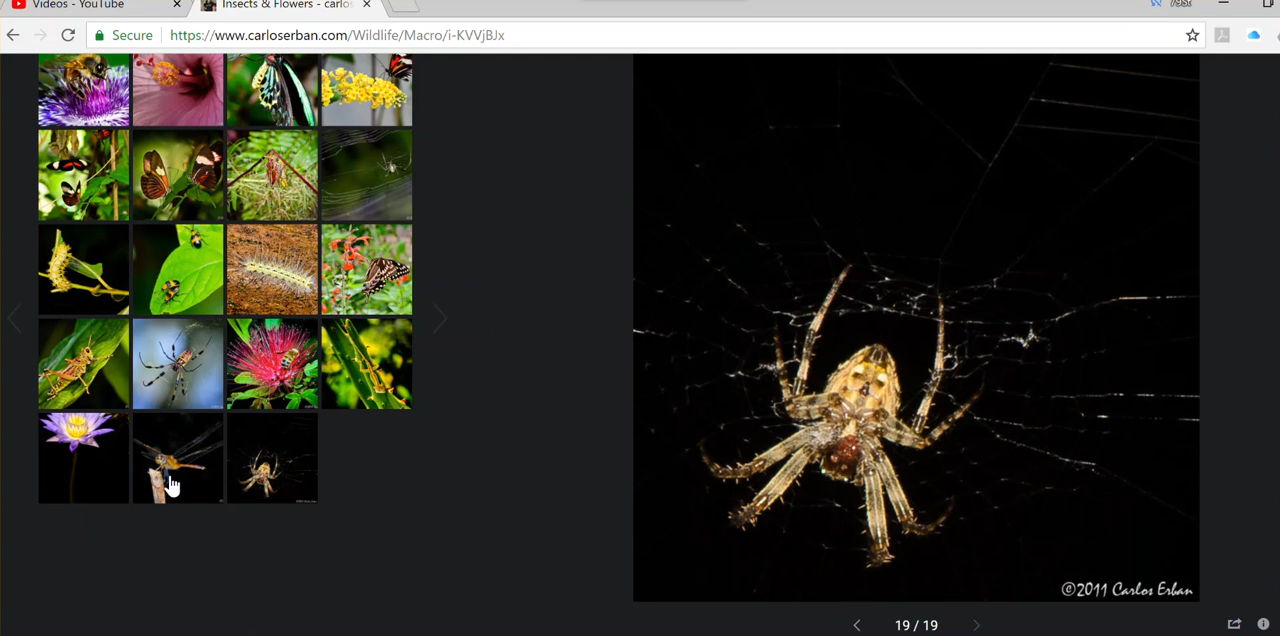 Videos - YouTube
Insects & Flowers - carlos
Secure
https://www.carloserban.com/Wildlife/Macro/i-KVVjBJx
©2011 Carlos Erban
19 / 19